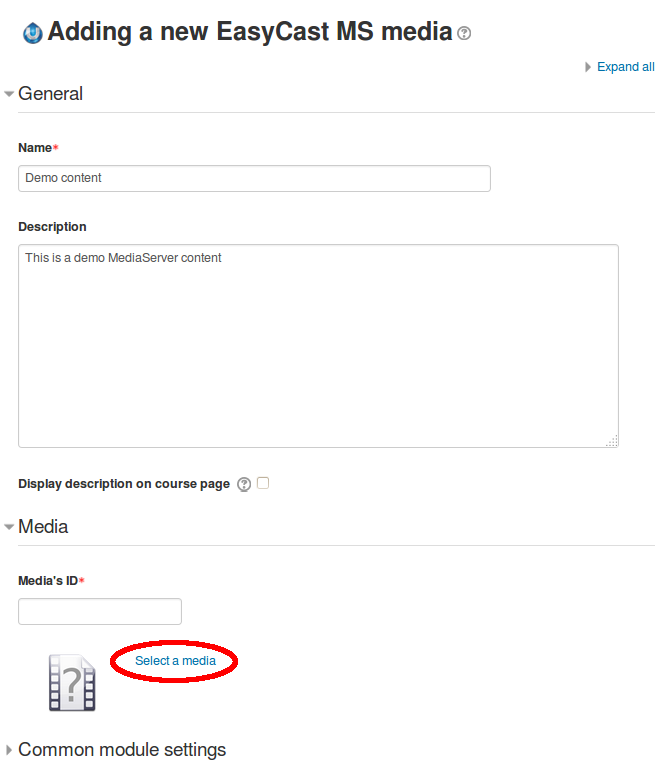 Adding a new EasyCast MS media
Expand all
General
Name*
Demo content
Description
This is a demo MediaServer content
Display description on course page
Media
Media's ID*
Select a media
Common module settings